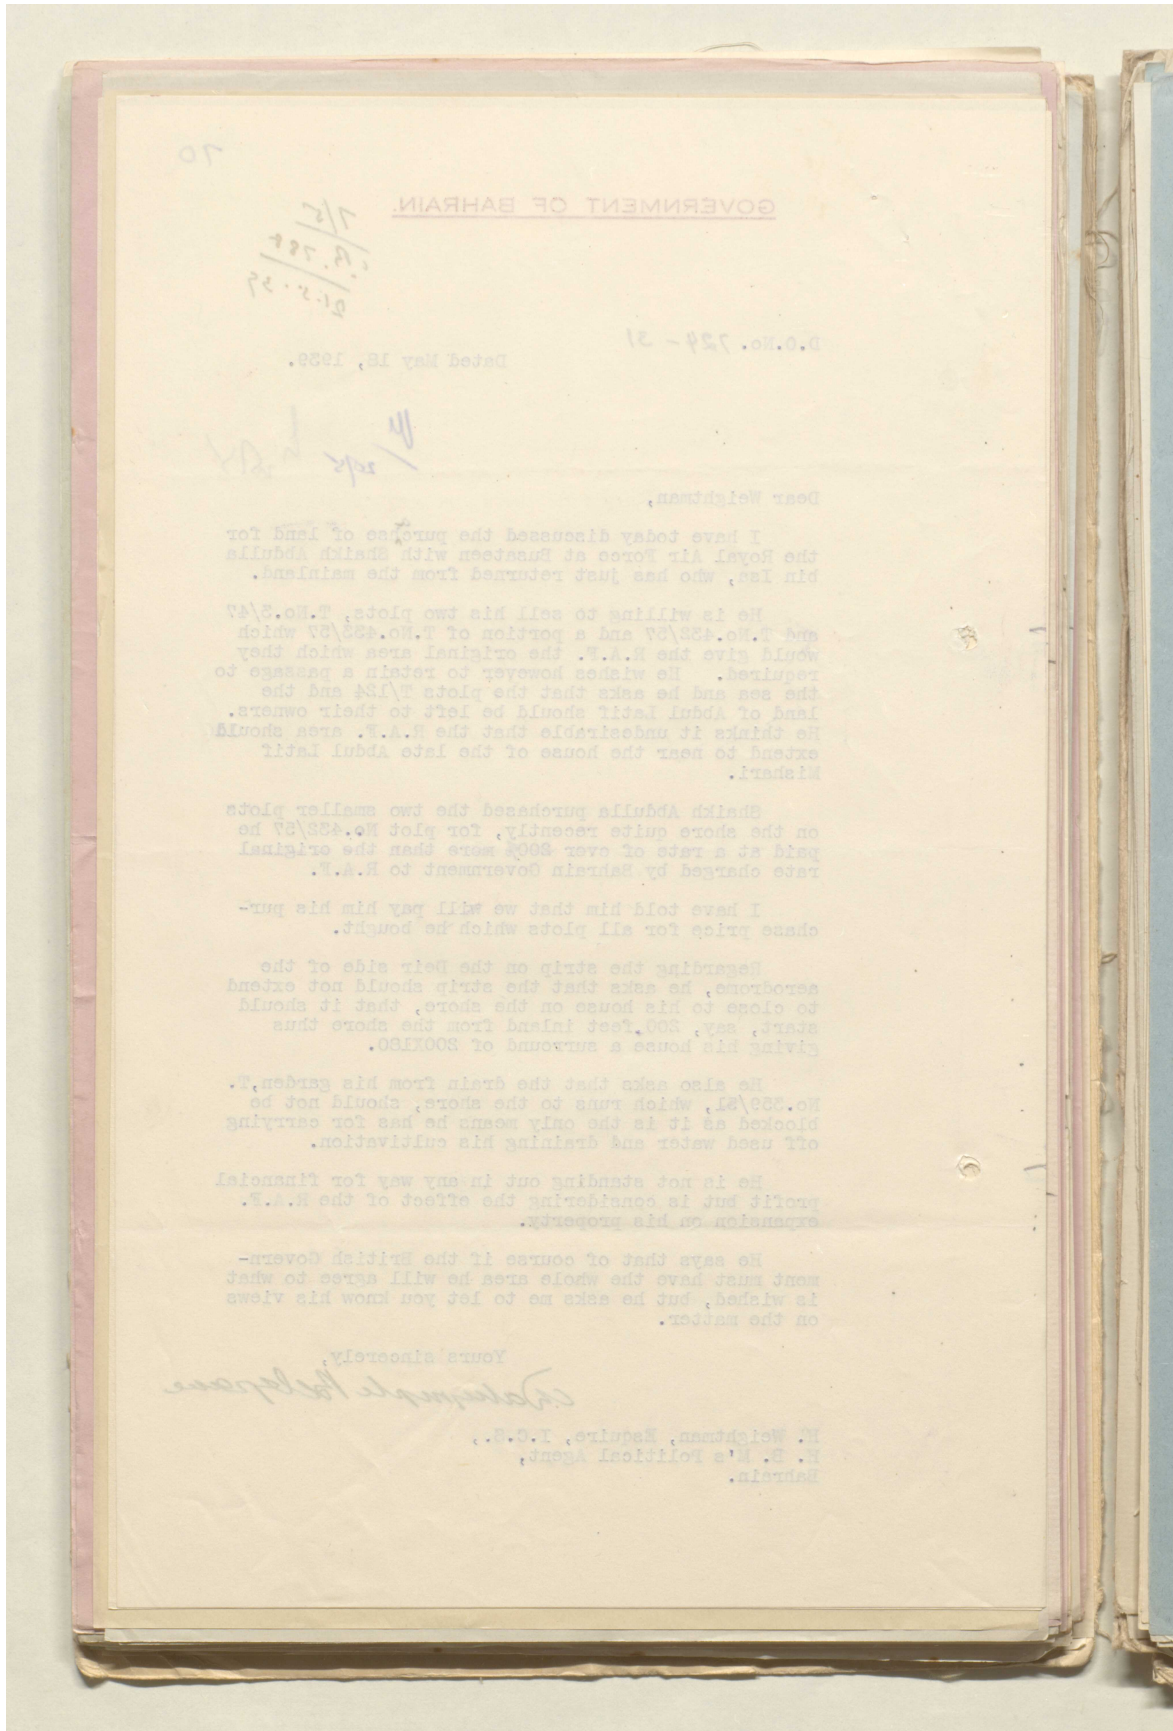 70
GOVERNMENT OF BAHRAIN.
7/5
D.O.No. 724-31
Dated May 18, 1939.
Dear Weightman,
I have today discussed the purchase of land for
the Royal Air Force at Busateen with Shaikh Abdulla
bin Isa, who has just returned from the mainland.
He is willing to sell his two plots, T.No.3/47
and T.No.432/57 and a portion of T.No.433/57 which
would give the R.A.F. the original area which they
required. He wishes however to retain a passage to
the sea and he asks that the plots T/124 and the
land of Abdul Latif should be left to their owners.
He thinks it undesirable that the R.A.F. area should
extend to near the house of the late Abdul Latif
Mishari.
Shaikh Abdulla purchased the two smaller plots
on the shore quite recently, for plot No.432/57 he
paid at a rate of over 200% more than the original
rate charged by Bahrain Government to R.A.F.
I have told him that we will pay him his pur-
chase price for all plots which he bought.
Regarding the strip on the Deir side of the
aerodrome, he asks that the strip should not extend
to close to his house on the shore, that it should
start, say, 200 feet inland from the shore thus
giving his house a surround of 200X180.
He also asks that the drain from his garden,T.
No.359/51, which runs to the shore, should not be
blocked as it is the only means he has for carrying
off used water and draining his cultivation.
He is not standing out in any way for financial
profit but is considering the effect of the R.A.F.
expansion on his property.
He says that of course if the British Govern-
ment must have the whole area he will agree to what
is wished, but he asks me to let you know his views
on the matter.
Yours sincerely,
C. Dalrymple Belgrave
H. Weightman, Esquire, I.C.S.,
H. B. M's Political Agent,
Bahrain.